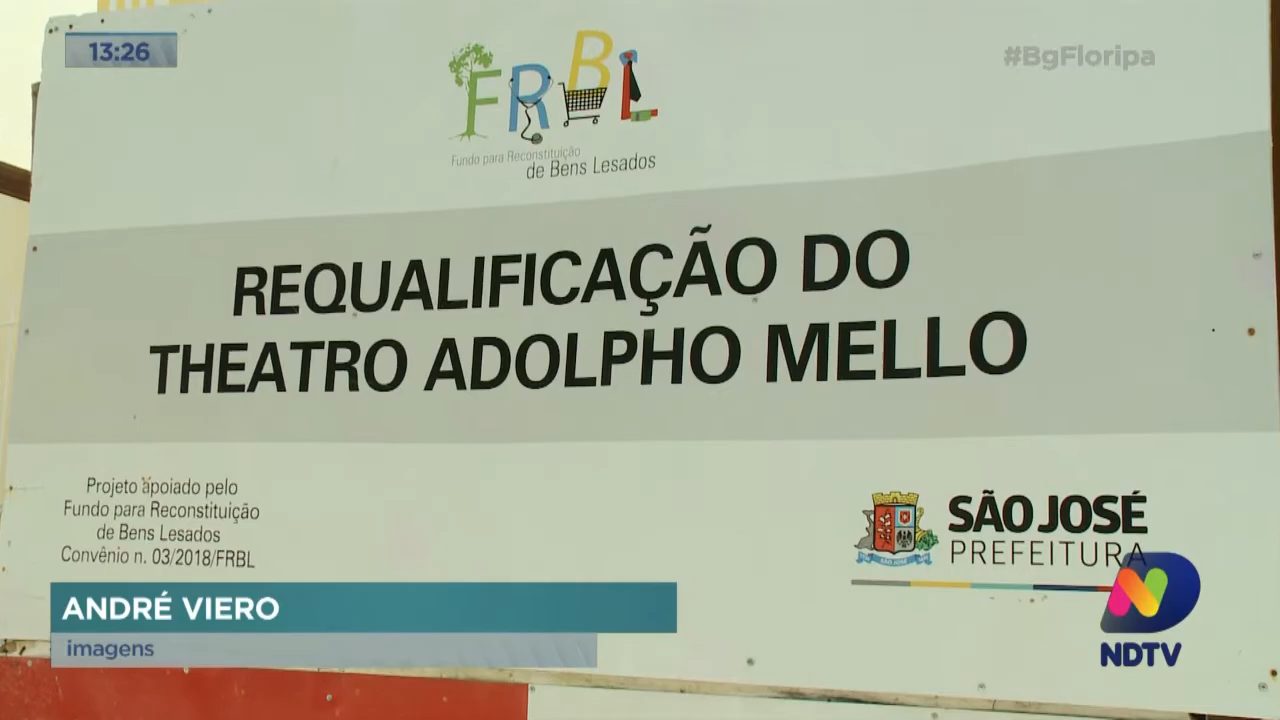 13:26
#BgFloripa
FRBL
Fundo para Reconstituição
de Bens Lesados
REQUALIFICAÇÃO DO
THEATRO ADOLPHO MELLO
Projeto apoiado pelo
Fundo para Reconstituição
de Bens Lesados
Convênio n. 03/2018/FRBL
SÃO JOSÉ
PREFEITURA
ANDRÉ VIERO
imagens
NDTV